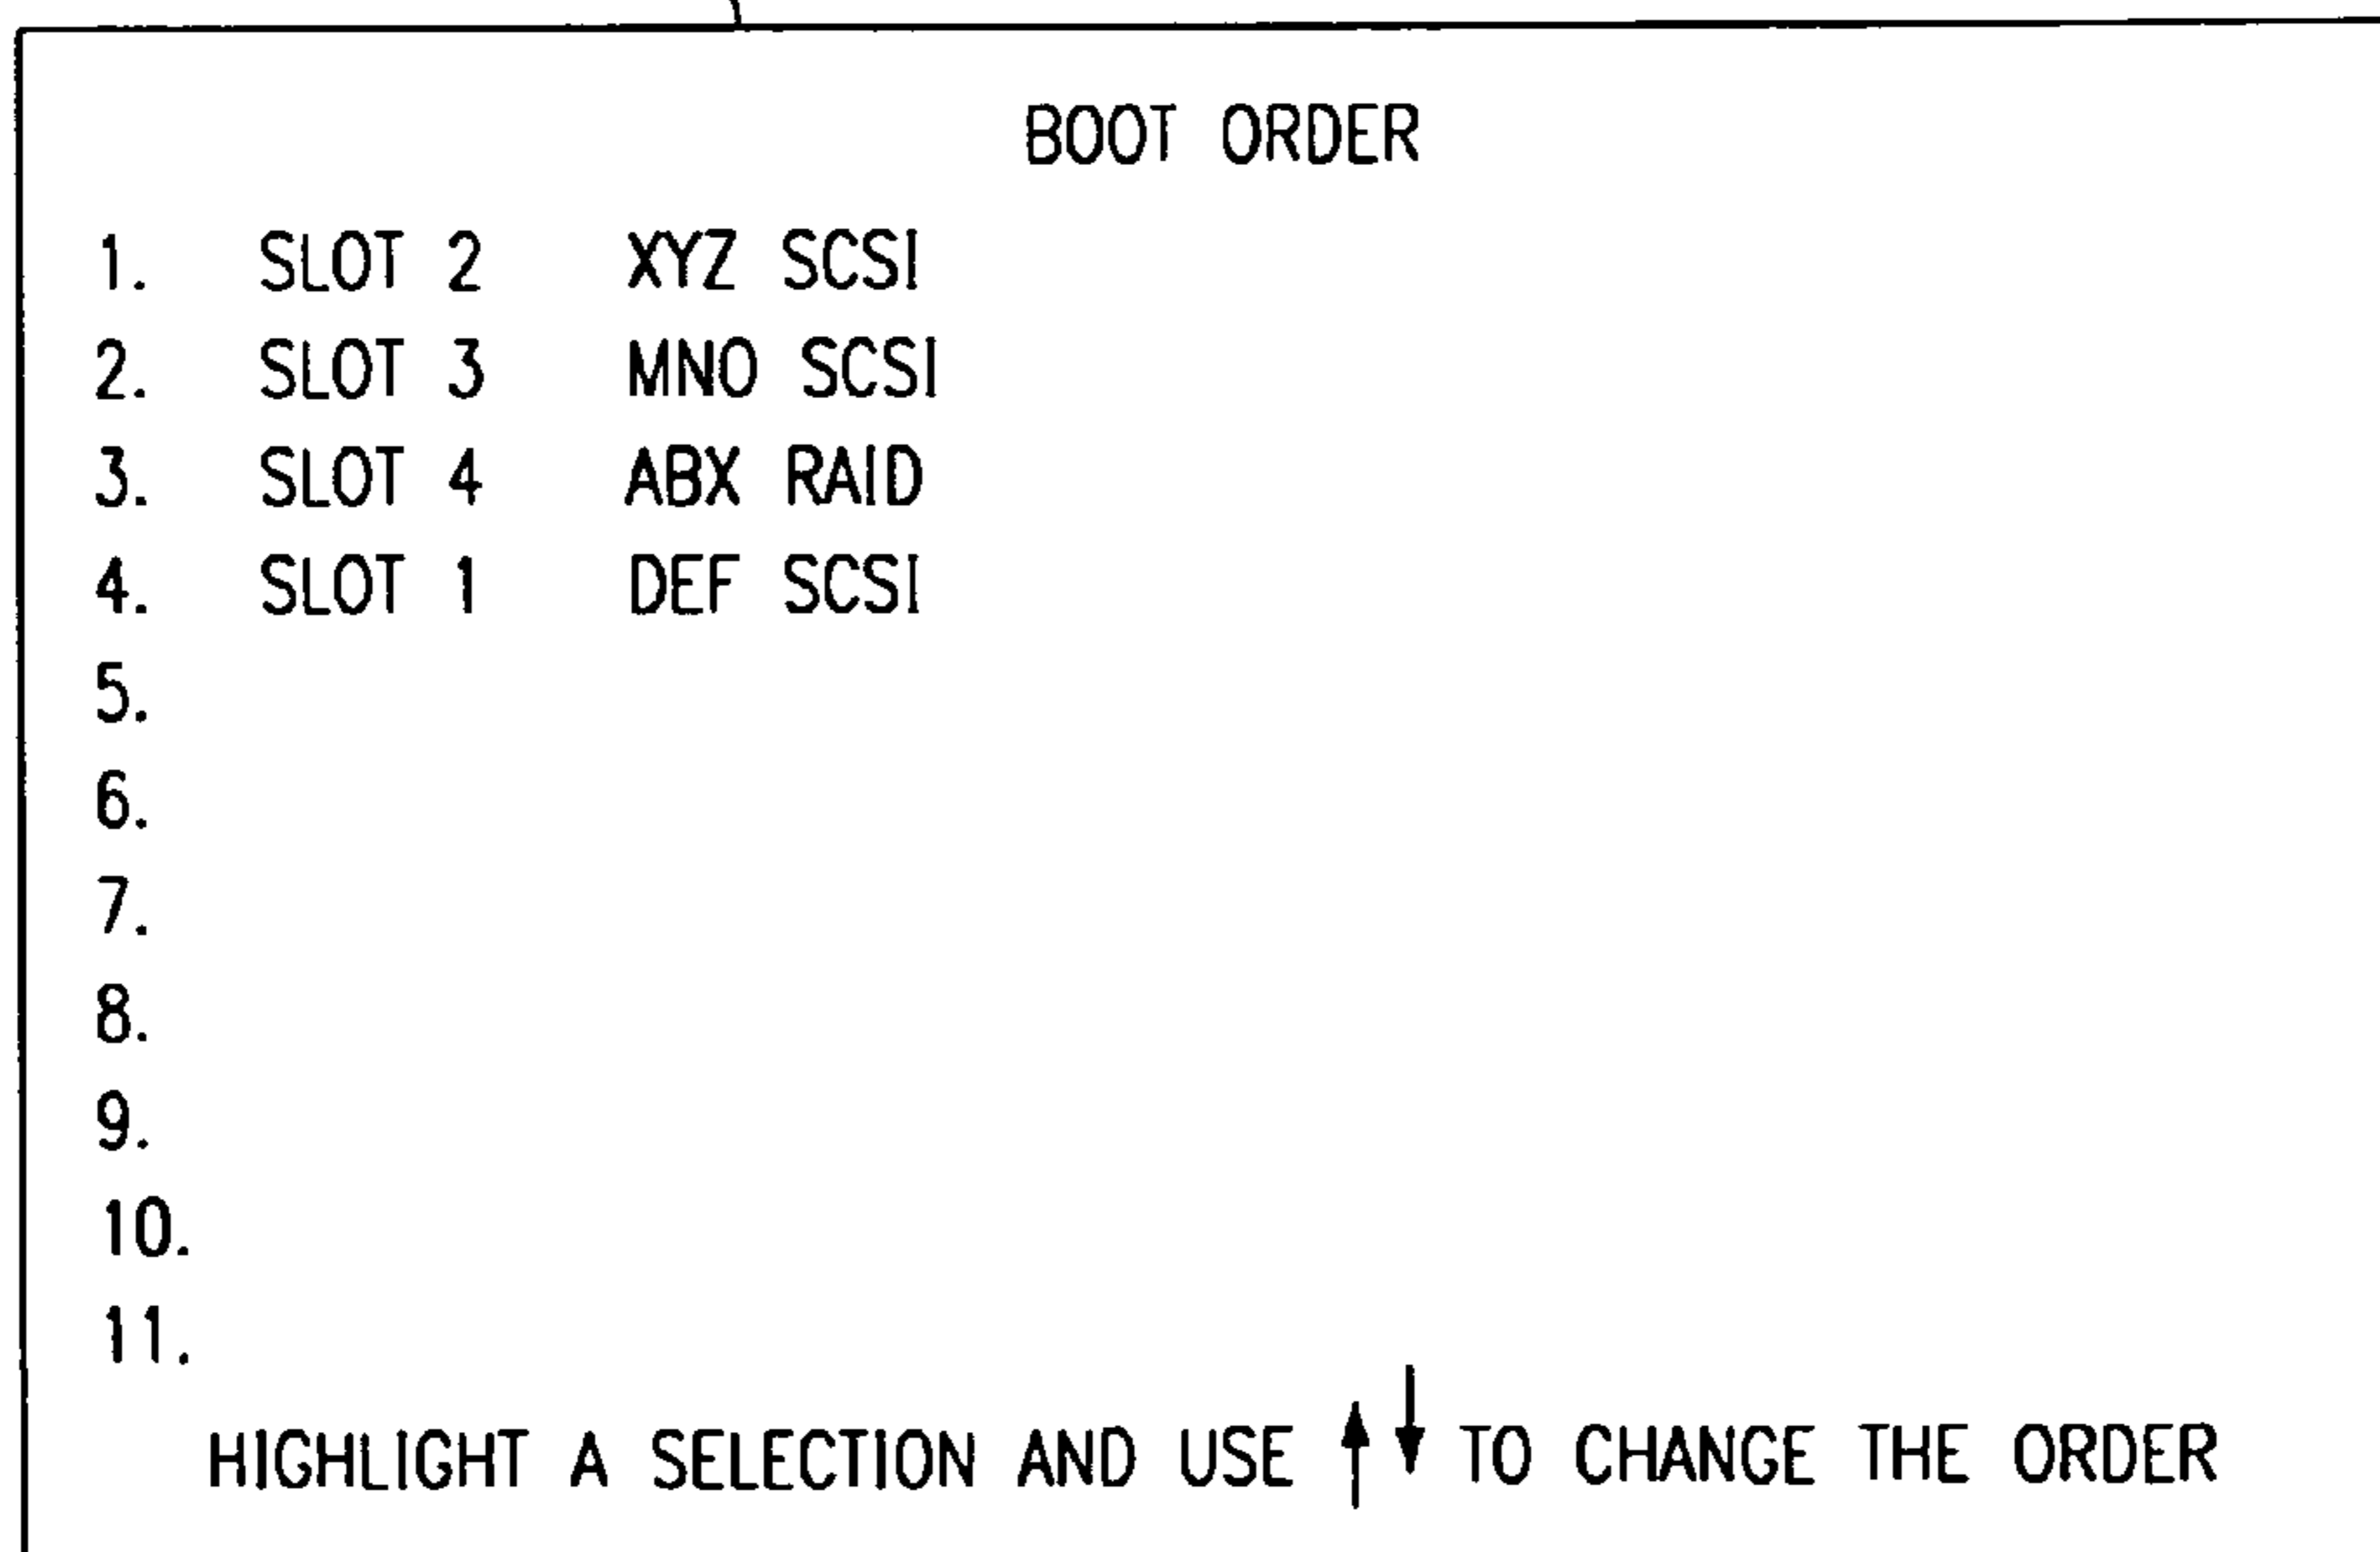 BOOT ORDER
1. SLOT 2 XYZ SCSI
2. SLOT 3 MNO SCSI
3. SLOT 4 ABX RAID
4. SLOT 1 DEF SCSI
5.
6.
7.
8.
9.
10.
11.
HIGHLIGHT A SELECTION AND USE ↑ ↓ TO CHANGE THE ORDER